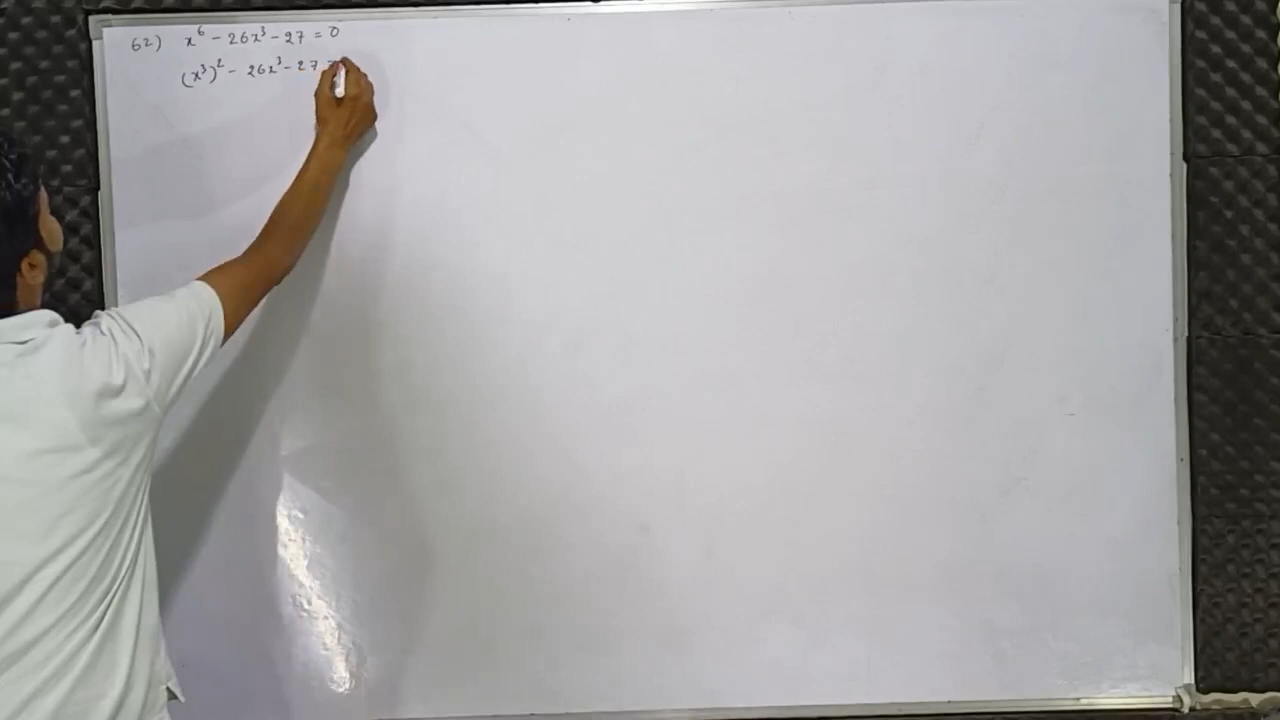 62) x⁶ - 26x³ - 27 = 0
(x³)² - 26x³ - 27 =